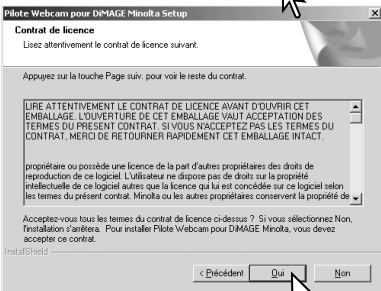 Pilote Webcam pour DiMAGE Minolta Setup
Contrat de licence
Lisez attentivement le contrat de licence suivant.
Appuyez sur la touche Page suiv. pour voir le reste du contrat.
LIRE ATTENTIVEMENT LE CONTRAT DE LICENCE AVANT D'OUVRIR CET
EMBALLAGE. L'OUVERTURE DE CET EMBALLAGE VAUT ACCEPTATION DES
TERMES DU PRESENT CONTRAT. SI VOUS N'ACCEPTEZ PAS LES TERMES DU
CONTRAT, MERCI DE RETOURNER RAPIDEMENT CET EMBALLAGE INTACT.
propriétaire ou possède une licence de la part d'autres propriétaires des droits de
reproduction de ce logiciel. L'utilisateur ne dispose pas de droits sur la propriété
intellectuelle de ce logiciel autres que la licence qui lui est concédée sur ce logiciel selon
les termes du présent contrat. Minolta ou les autres propriétaires conservent la propriété de
Acceptez-vous tous les termes du contrat de licence ci-dessus ? Si vous sélectionnez Non,
l'installation s'arrêtera. Pour installer Pilote Webcam pour DiMAGE Minolta, vous devez
accepter ce contrat.
InstallShield
< Précédent
Oui
Non